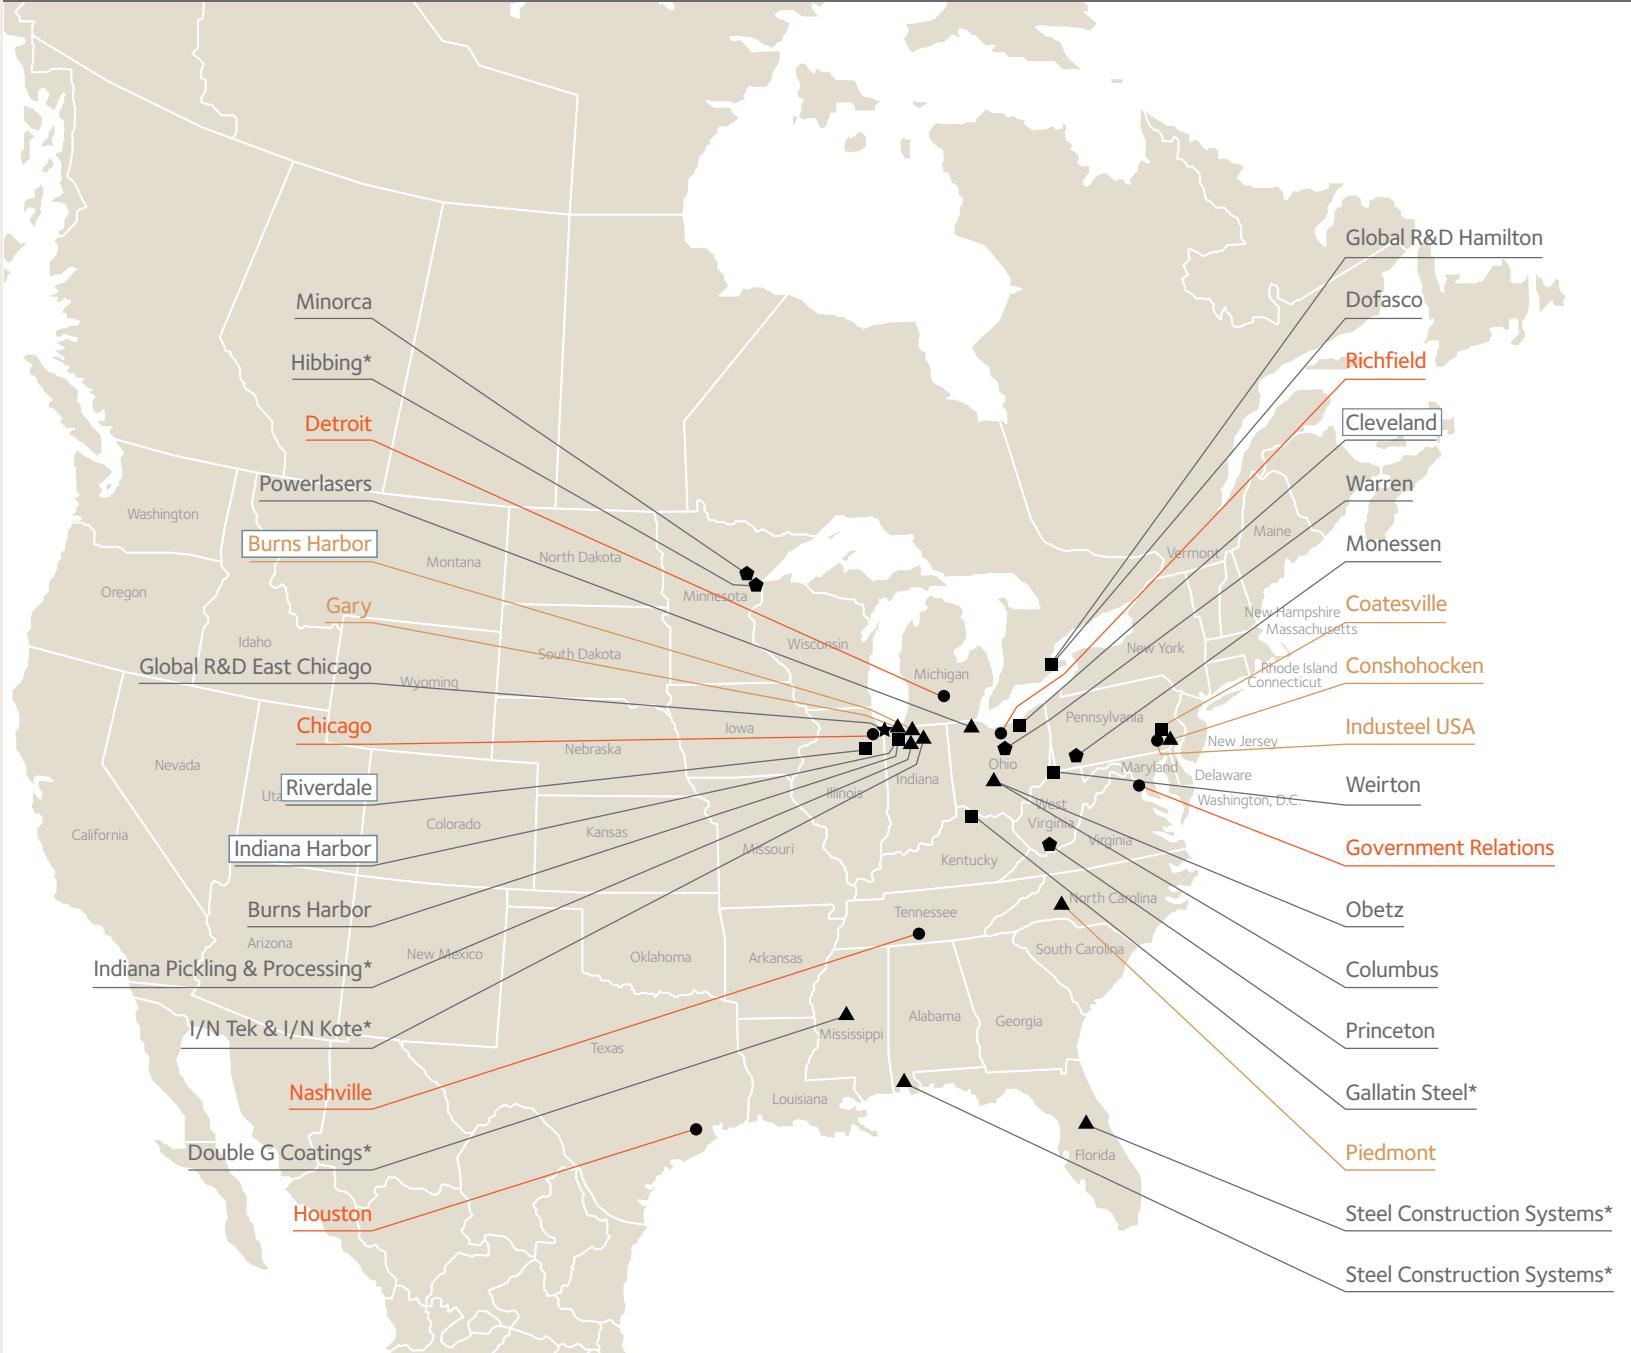 Minorca
Hibbing*
Detroit
Powerlasers
Burns Harbor
Gary
Global R&D East Chicago
Chicago
Riverdale
Indiana Harbor
Burns Harbor
Indiana Pickling & Processing*
I/N Tek & I/N Kote*
Nashville
Double G Coatings*
Houston
Global R&D Hamilton
Dofasco
Richfield
Cleveland
Warren
Monessen
Coatesville
Conshohocken
Industeel USA
Weirton
Government Relations
Obetz
Columbus
Princeton
Gallatin Steel*
Piedmont
Steel Construction Systems*
Steel Construction Systems*
Washington
Oregon
Idaho
Montana
North Dakota
Minnesota
South Dakota
Wyoming
Wisconsin
Michigan
Iowa
Nebraska
Nevada
Uta
California
Colorado
Kansas
Missouri
Illinois
Indiana
Ohio
Kentucky
West
Virginia
Virginia
Pennsylvania
Maryland
New Jersey
Delaware
Washington, D.C.
New York
Vermont
Maine
New Hampshire
Massachusetts
Rhode Island
Connecticut
Arizona
New Mexico
Oklahoma
Arkansas
Tennessee
North Carolina
South Carolina
Texas
Louisiana
Mississippi
Alabama
Georgia
Florida